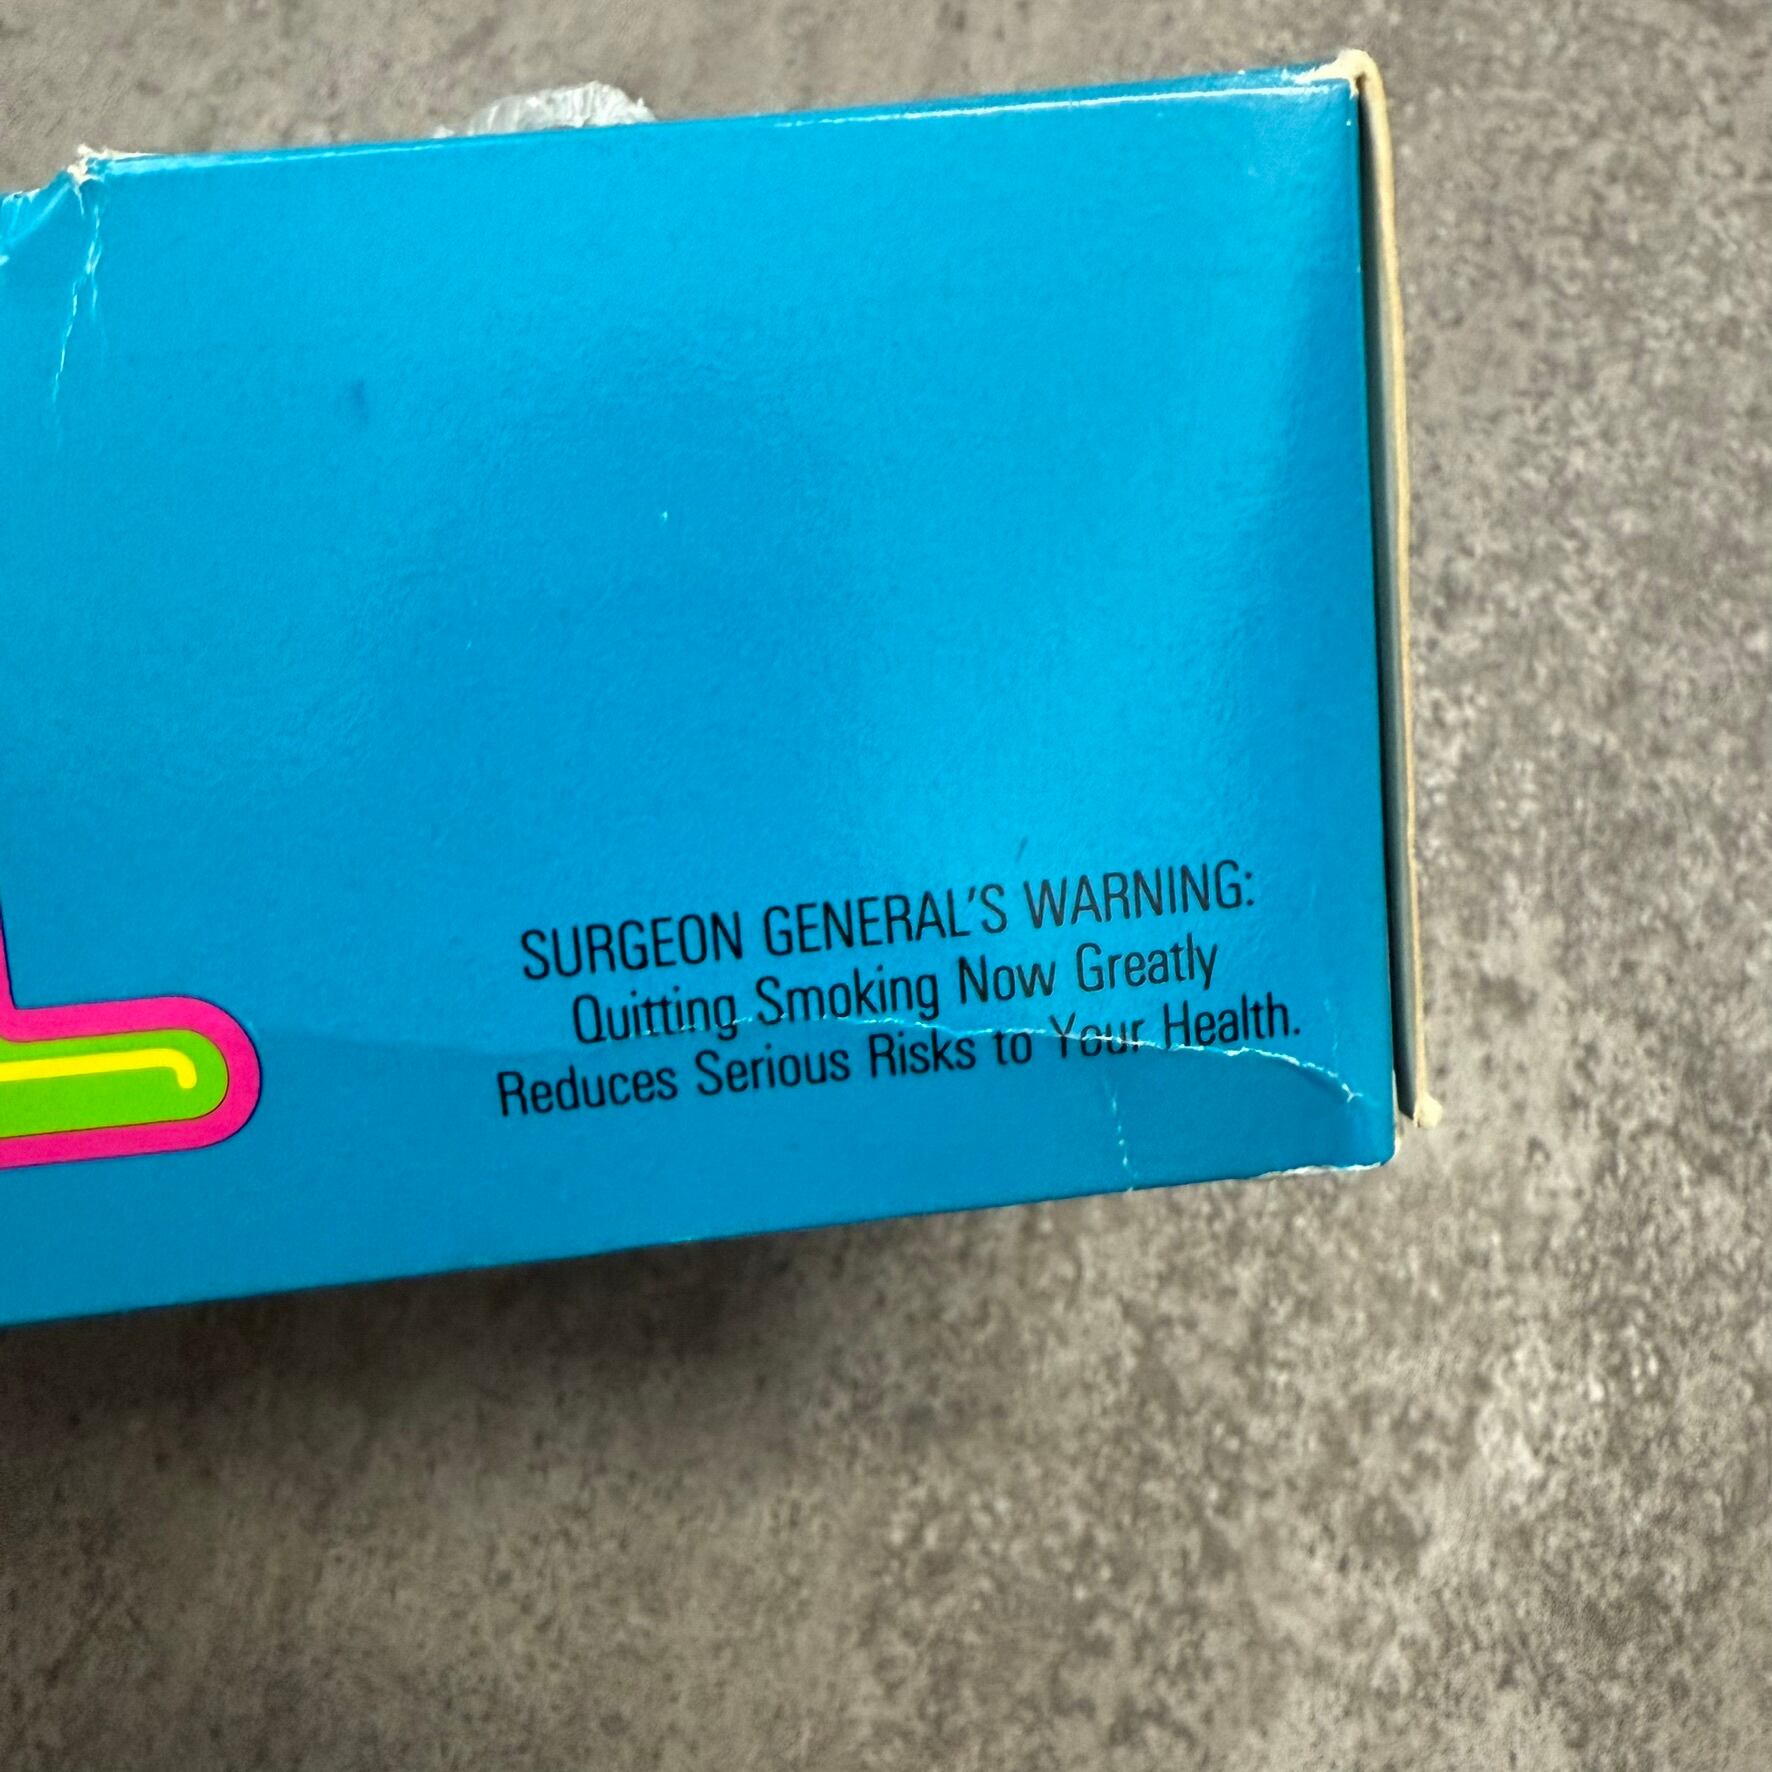 SURGEON GENERAL'S WARNING:
Quitting Smoking Now Greatly
Reduces Serious Risks to Your Health.